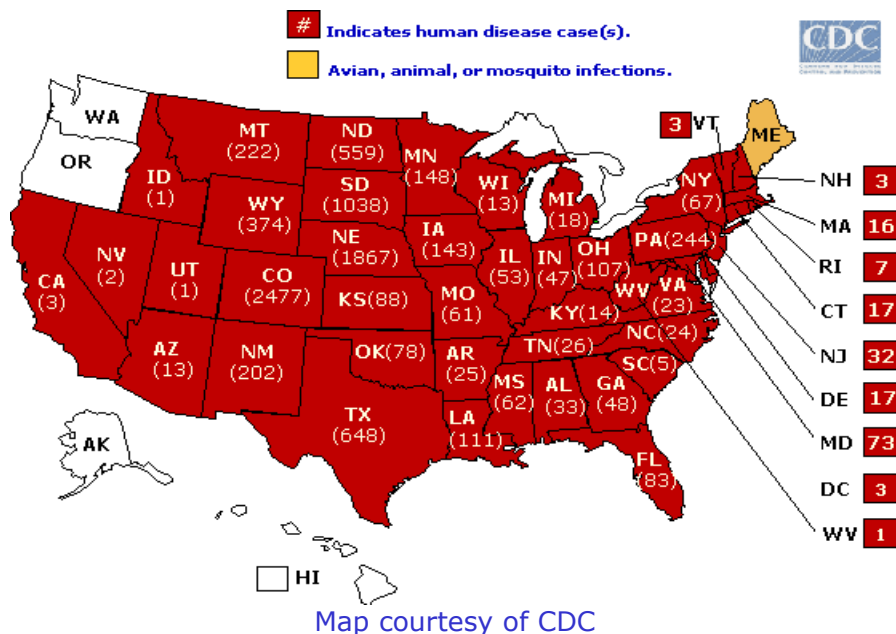 # Indicates human disease case(s).
Avian, animal, or mosquito infections.
CDC
WA
OR
ID
(1)
MT
(222)
ND
(559)
MN
(148)
SD
(1038)
WY
(374)
WI
(13)
MI
(18)
NY
(67)
3 VT
ME
NH 3
MA 16
RI 7
CT 17
NJ 32
DE 17
MD 73
DC 3
WV 1
CA
(3)
NV
(2)
UT
(1)
CO
(2477)
NE
(1867)
IA
(143)
IL
(53)
IN
(47)
OH
(107)
PA(244)
KS(88)
MO
(61)
KY(14)
WV
VA
(23)
AZ
(13)
NM
(202)
OK(78)
AR
(25)
TN(26)
NC(24)
SC(5)
TX
(648)
LA
(111)
MS
(62)
AL
(33)
GA
(48)
FL
(83)
AK
HI
Map courtesy of CDC